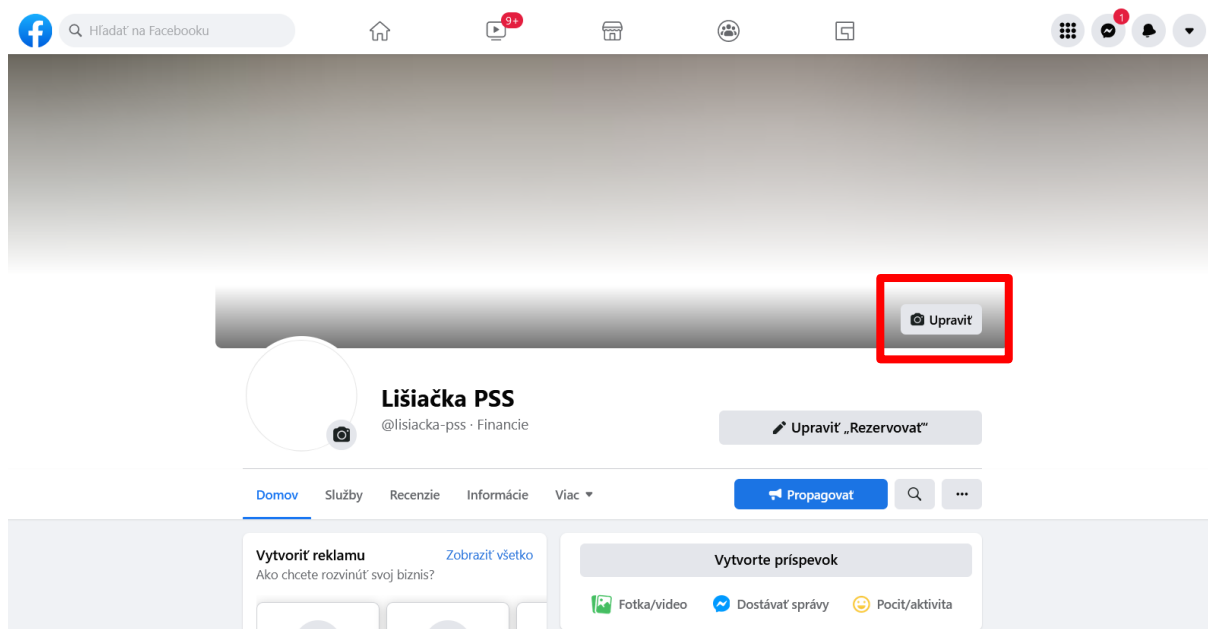 Hľadať na Facebooku
9+
1
Upraviť
Lišiačka PSS
@lisiacka-pss · Financie
Upraviť „Rezervovať“
Domov Služby Recenzie Informácie Viac
Propagovať
Vytvoriť reklamu Zobraziť všetko
Ako chcete rozvinúť svoj biznis?
Vytvorte príspevok
Fotka/video Dostávať správy Pocit/aktivita